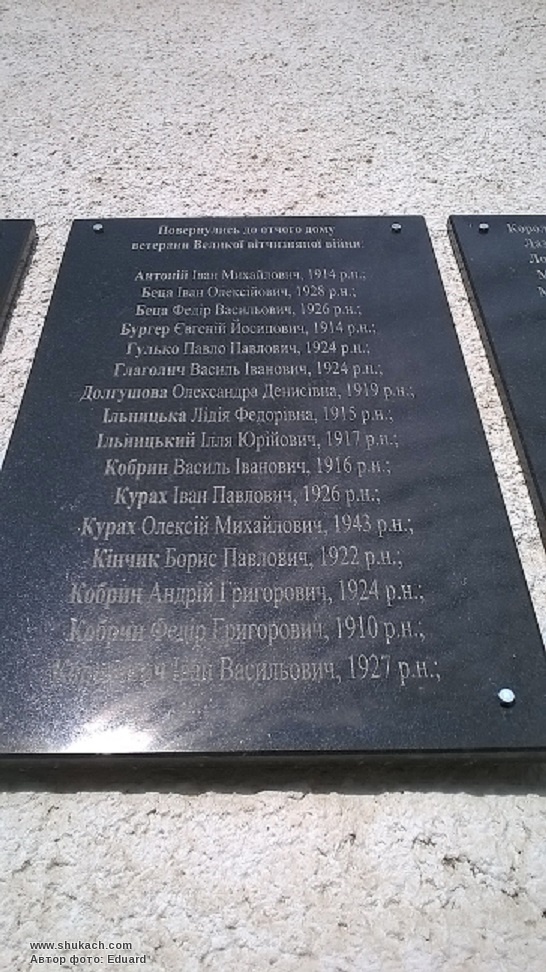 Повернулись до отчого дому
ветерани Великої вітчизняної війни:
Антоній Іван Михайлович, 1914 р.н.;
Беца Іван Олексійович, 1928 р.н.;
Беца Федір Васильович, 1926 р.н.;
Бургер Євгеній Йосипович, 1914 р.н.;
Гулько Павло Павлович, 1924 р.н.;
Глаголич Василь Іванович, 1924 р.н.;
Долгушова Олександра Денисівна, 1919 р.н.;
Ільницька Лідія Федорівна, 1915 р.н.;
Ільницький Ілля Юрійович, 1917 р.н.;
Кобрин Василь Іванович, 1916 р.н.;
Курах Іван Павлович, 1926 р.н.;
Курах Олексій Михайлович, 1943 р.н.;
Кінчик Борис Павлович, 1922 р.н.;
Кобрин Андрій Григорович, 1924 р.н.;
Кобрин Федір Григорович, 1910 р.н.;
Іван Васильович, 1927 р.н.;
www.shukach.com
Автор фото: Eduard